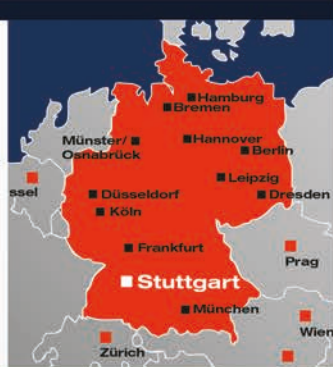 Hamburg
Bremen
Münster/
Osnabrück
Hannover
Berlin
Leipzig
Düsseldorf
Dresden
Köln
Frankfurt
Prag
Stuttgart
München
Wien
Zürich
ssel